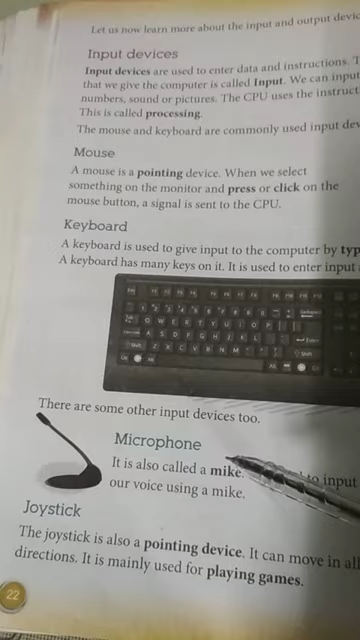 Let us now learn more about the input and output devic
Input devices
Input devices are used to enter data and instructions. T
that we give the computer is called Input. We can inpu
numbers, sound or pictures. The CPU uses the instruct
This is called processing.
The mouse and keyboard are commonly used input dev
Mouse
A mouse is a pointing device. When we select
something on the monitor and press or click on the
mouse button, a signal is sent to the CPU.
Keyboard
A keyboard is used to give input to the computer by typ
A keyboard has many keys on it. It is used to enter input
There are some other input devices too.
Microphone
It is also called a mike. to input
our voice using a mike.
Joystick
The joystick is also a pointing device. It can move in all
directions. It is mainly used for playing games.
22